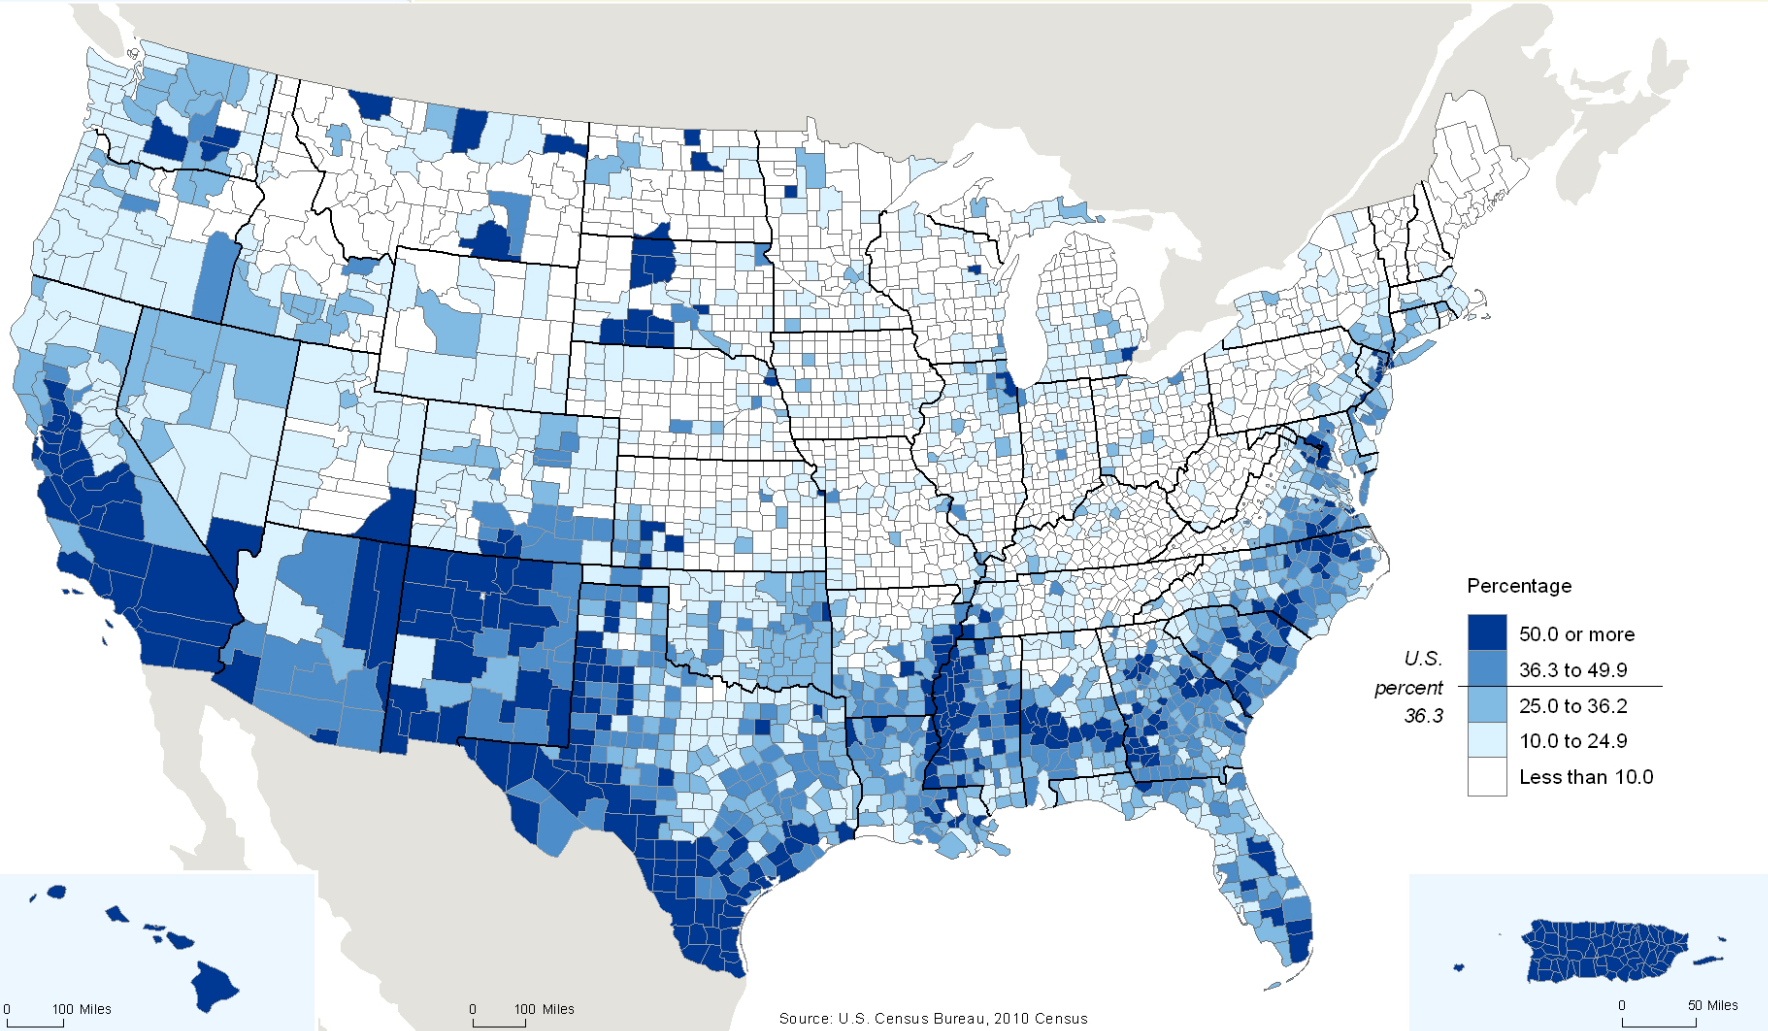 Percentage
50.0 or more
36.3 to 49.9
U.S.
percent
36.3
25.0 to 36.2
10.0 to 24.9
Less than 10.0
0 100 Miles
0 100 Miles
Source: U.S. Census Bureau, 2010 Census
0 50 Miles